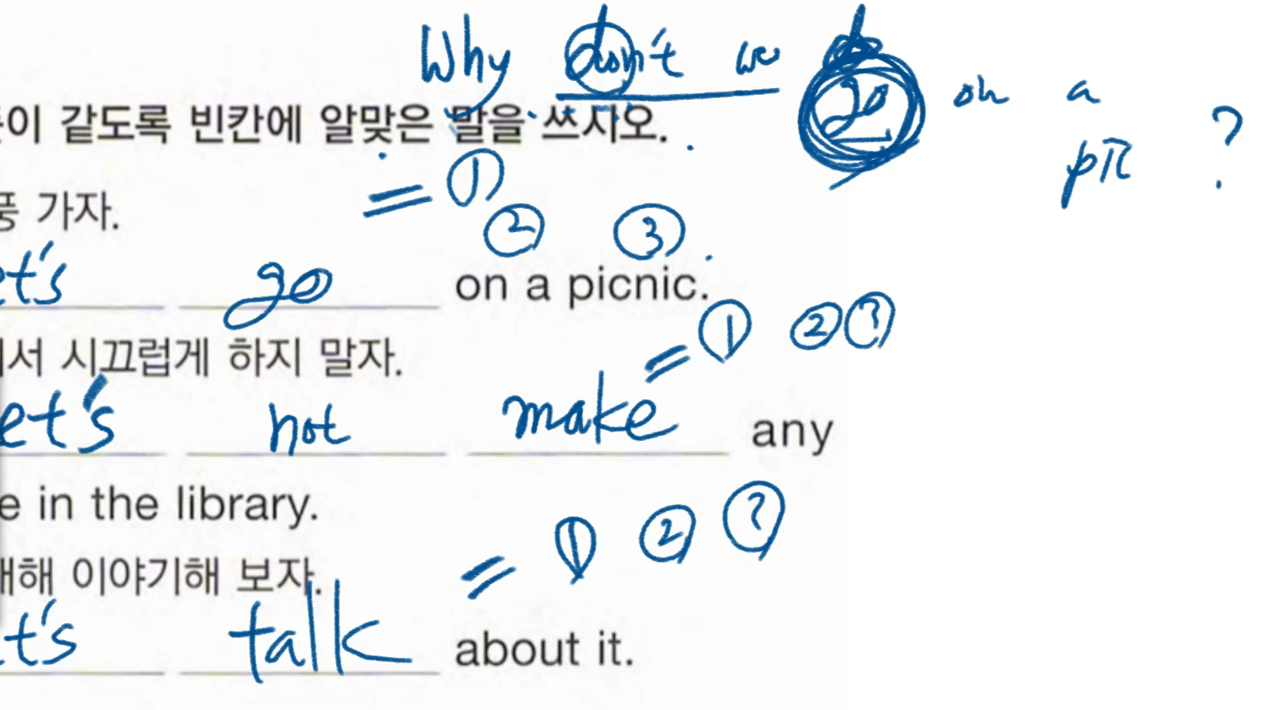 Why don't we go on a
pic ?
이 같도록 빈칸에 알맞은 말을 쓰시오.
= ①
풍 가자.
② ③
et's go on a picnic.
= ① ② ③
에서 시끄럽게 하지 말자.
et's not make any
e in the library.
= ① ② ③
대해 이야기해 보자.
t's talk about it.